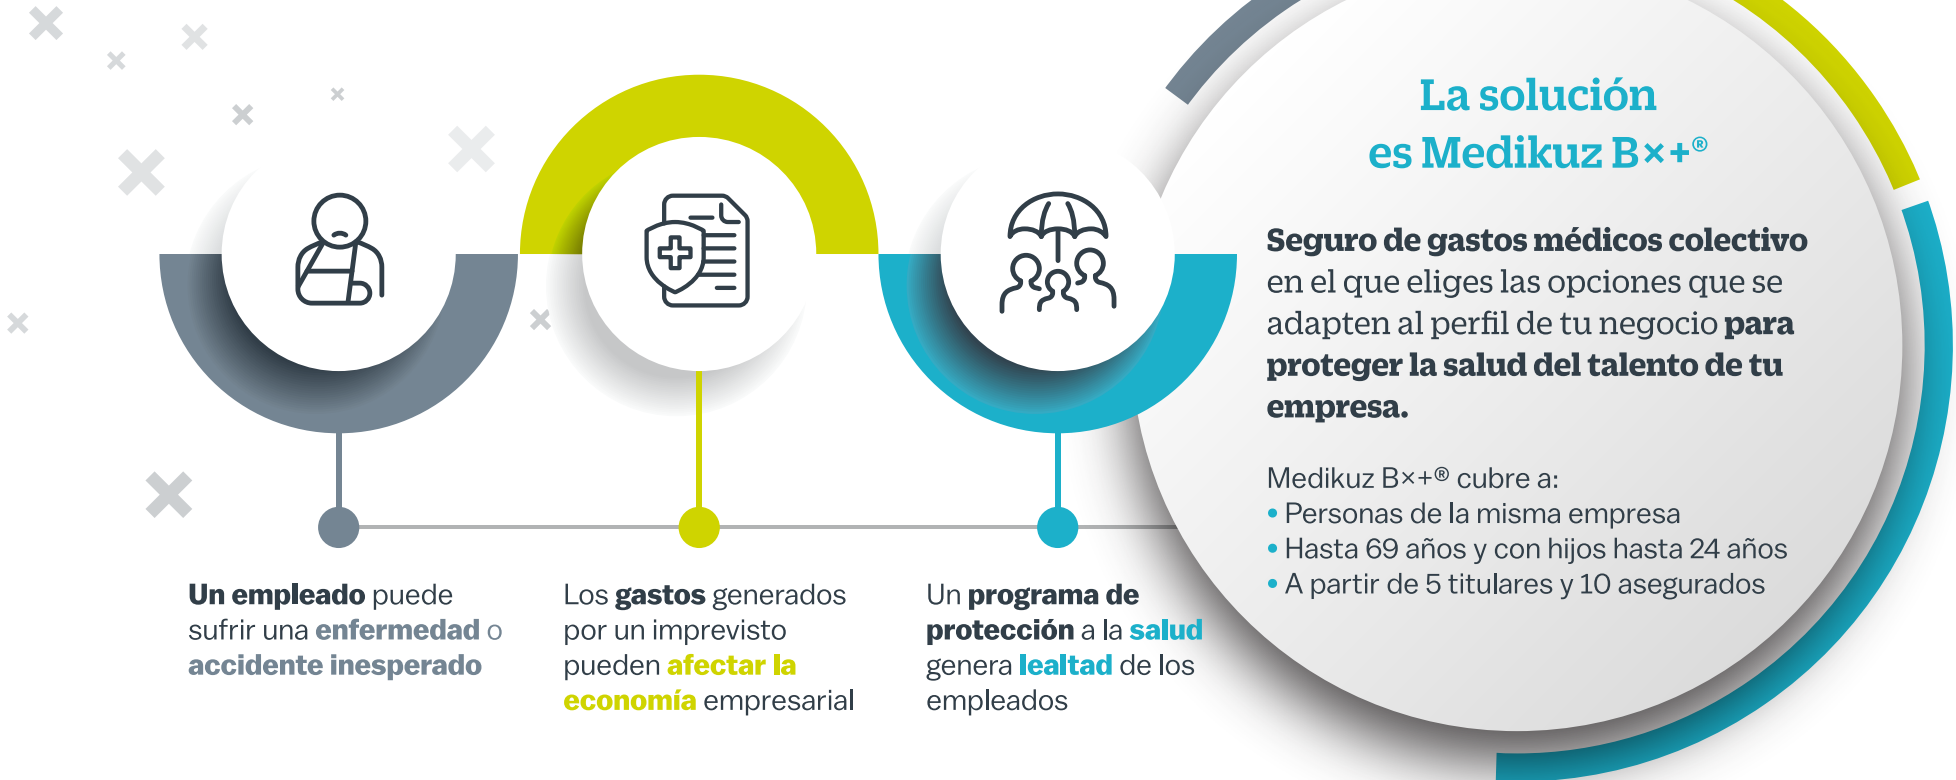 Un empleado puede
sufrir una enfermedad o
accidente inesperado
Los gastos generados
por un imprevisto
pueden afectar la
economía empresarial
Un programa de
protección a la salud
genera lealtad de los
empleados
La solución
es Medikuz B×+®
Seguro de gastos médicos colectivo
en el que eliges las opciones que se
adapten al perfil de tu negocio para
proteger la salud del talento de tu
empresa.
Medikuz B×+® cubre a:
• Personas de la misma empresa
• Hasta 69 años y con hijos hasta 24 años
• A partir de 5 titulares y 10 asegurados